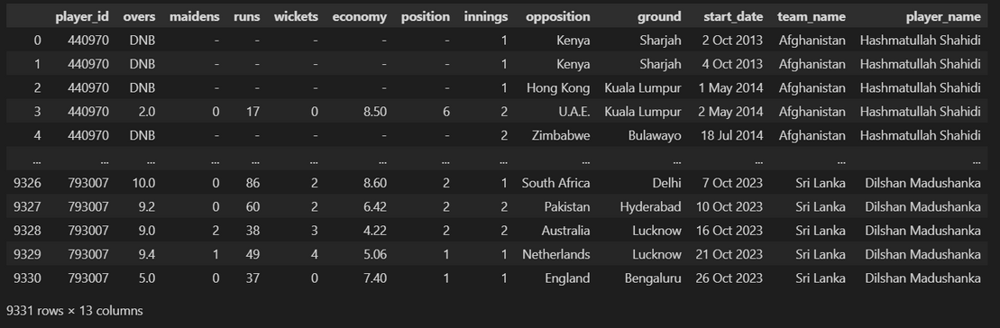 player_id overs maidens runs wickets economy position innings opposition ground start_date team_name player_name
0 440970 DNB - - - - - 1 Kenya Sharjah 2 Oct 2013 Afghanistan Hashmatullah Shahidi
1 440970 DNB - - - - - 1 Kenya Sharjah 4 Oct 2013 Afghanistan Hashmatullah Shahidi
2 440970 DNB - - - - - 1 Hong Kong Kuala Lumpur 1 May 2014 Afghanistan Hashmatullah Shahidi
3 440970 2.0 0 17 0 8.50 6 2 U.A.E. Kuala Lumpur 2 May 2014 Afghanistan Hashmatullah Shahidi
4 440970 DNB - - - - - 2 Zimbabwe Bulawayo 18 Jul 2014 Afghanistan Hashmatullah Shahidi
... ... ... ... ... ... ... ... ... ... ... ... ... ...
9326 793007 10.0 0 86 2 8.60 2 1 South Africa Delhi 7 Oct 2023 Sri Lanka Dilshan Madushanka
9327 793007 9.2 0 60 2 6.42 2 2 Pakistan Hyderabad 10 Oct 2023 Sri Lanka Dilshan Madushanka
9328 793007 9.0 2 38 3 4.22 2 2 Australia Lucknow 16 Oct 2023 Sri Lanka Dilshan Madushanka
9329 793007 9.4 1 49 4 5.06 1 1 Netherlands Lucknow 21 Oct 2023 Sri Lanka Dilshan Madushanka
9330 793007 5.0 0 37 0 7.40 1 1 England Bengaluru 26 Oct 2023 Sri Lanka Dilshan Madushanka
9331 rows × 13 columns